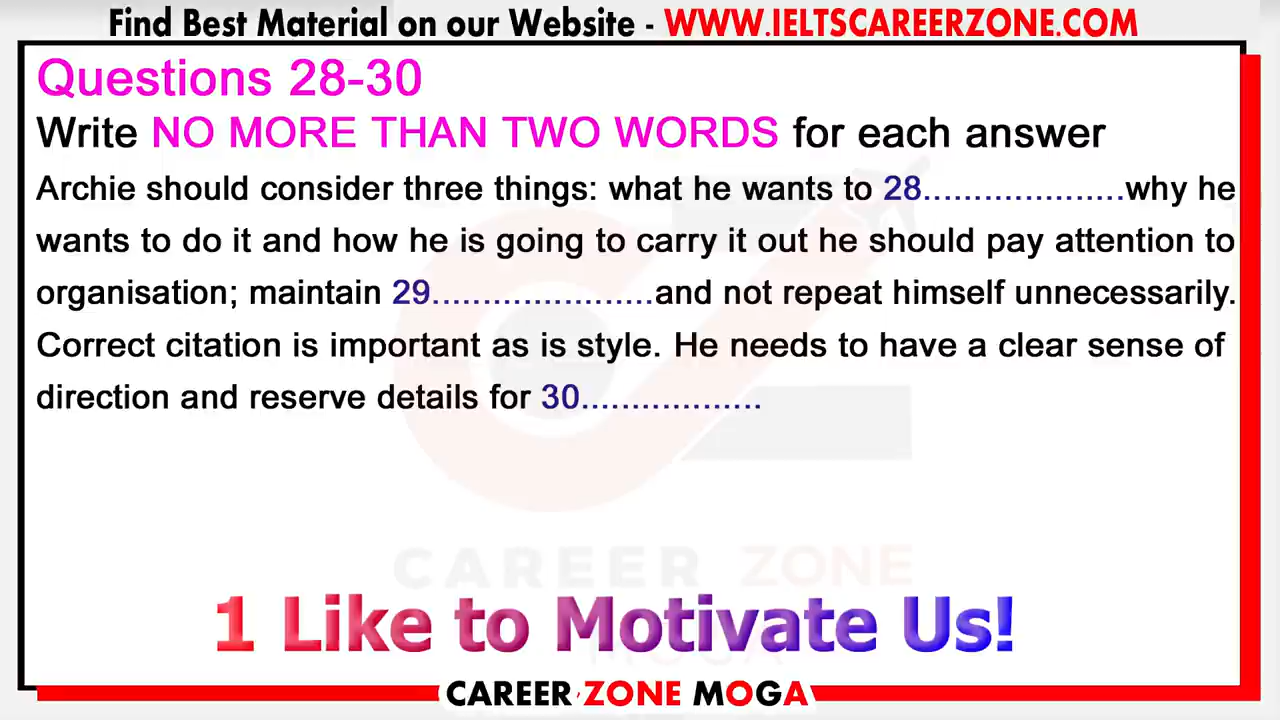 Find Best Material on our Website - WWW.IELTSCAREERZONE.COM
Questions 28-30
Write NO MORE THAN TWO WORDS for each answer
Archie should consider three things: what he wants to 28....................why he
wants to do it and how he is going to carry it out he should pay attention to
organisation; maintain 29......................and not repeat himself unnecessarily.
Correct citation is important as is style. He needs to have a clear sense of
direction and reserve details for 30..................
CAREER ZONE
1 Like to Motivate Us!
MOGA
CAREER ZONE MOGA